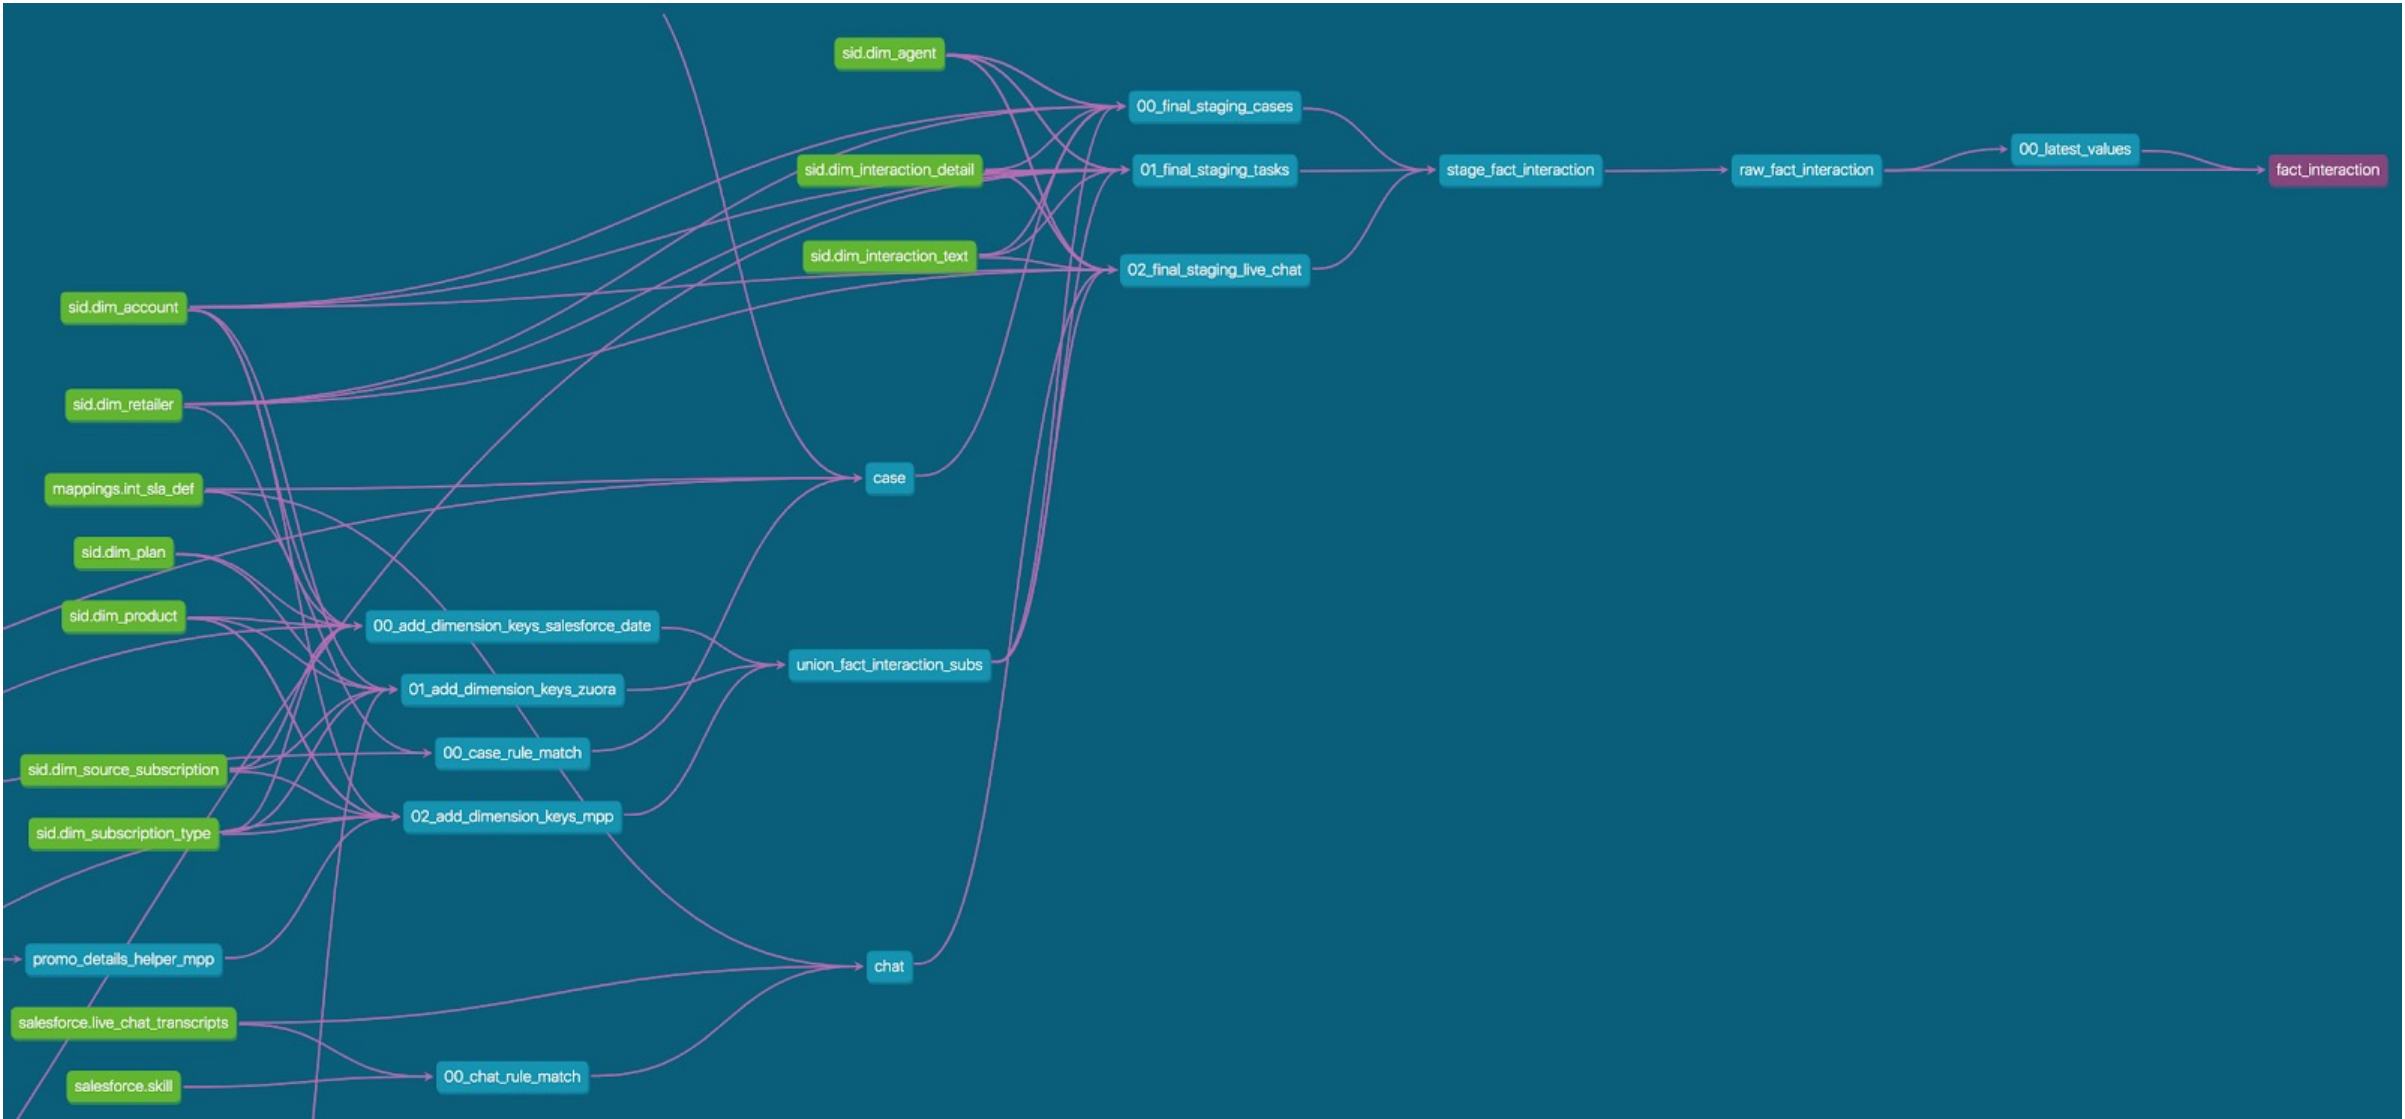 sid.dim_agent
00_final_staging_cases
00_latest_values
sid.dim_interaction_detail
01_final_staging_tasks
stage_fact_interaction
raw_fact_interaction
fact_interaction
sid.dim_interaction_text
02_final_staging_live_chat
sid.dim_account
sid.dim_retailer
case
mappings.int_sla_def
sid.dim_plan
sid.dim_product
00_add_dimension_keys_salesforce_date
union_fact_interaction_subs
01_add_dimension_keys_zuora
00_case_rule_match
sid.dim_source_subscription
02_add_dimension_keys_mpp
sid.dim_subscription_type
promo_details_helper_mpp
chat
salesforce.live_chat_transcripts
00_chat_rule_match
salesforce.skill